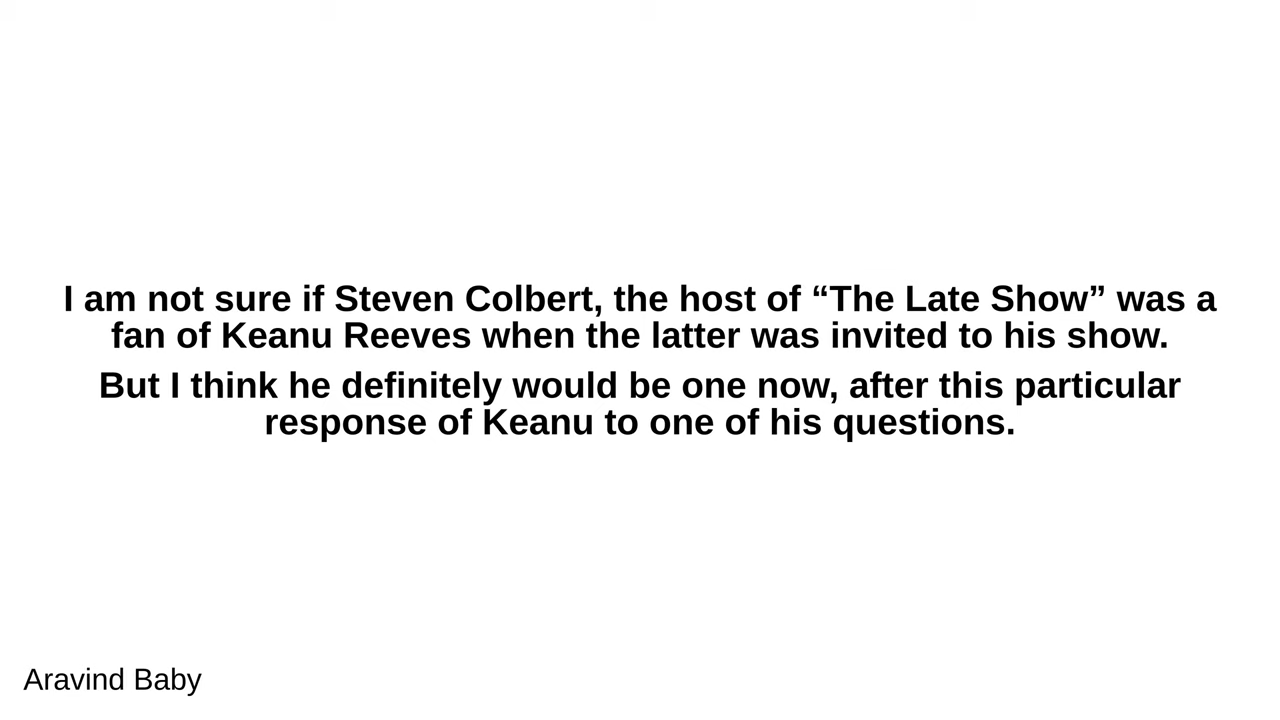 I am not sure if Steven Colbert, the host of “The Late Show” was a
fan of Keanu Reeves when the latter was invited to his show.
But I think he definitely would be one now, after this particular
response of Keanu to one of his questions.
Aravind Baby